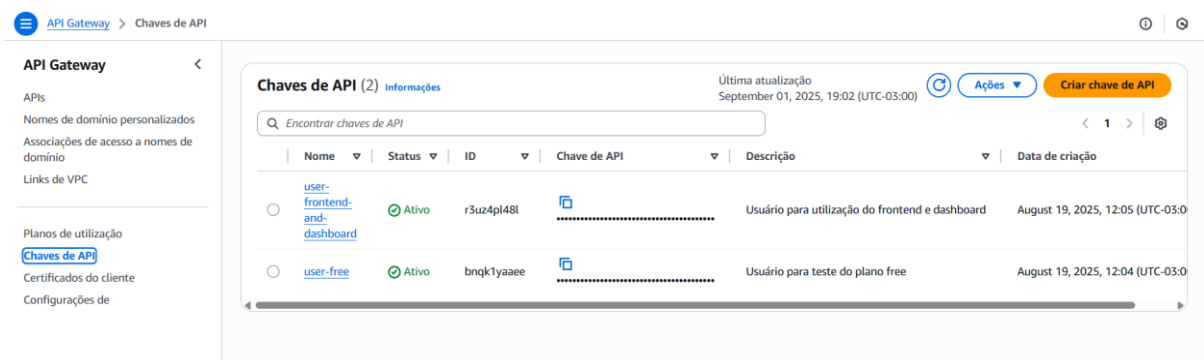 API Gateway > Chaves de API
API Gateway
APIs
Nomes de domínio personalizados
Associações de acesso a nomes de
domínio
Links de VPC
Planos de utilização
Chaves de API
Certificados do cliente
Configurações de
Chaves de API (2) Informações
Última atualização
September 01, 2025, 19:02 (UTC-03:00)
Ações
Criar chave de API
Encontrar chaves de API
1
Nome Status ID Chave de API Descrição Data de criação
user-
frontend-
and-
dashboard
Ativo r3uz4pl48l Usuário para utilização do frontend e dashboard August 19, 2025, 12:05 (UTC-03:0
user-free Ativo bnqk1yaaee Usuário para teste do plano free August 19, 2025, 12:04 (UTC-03:0